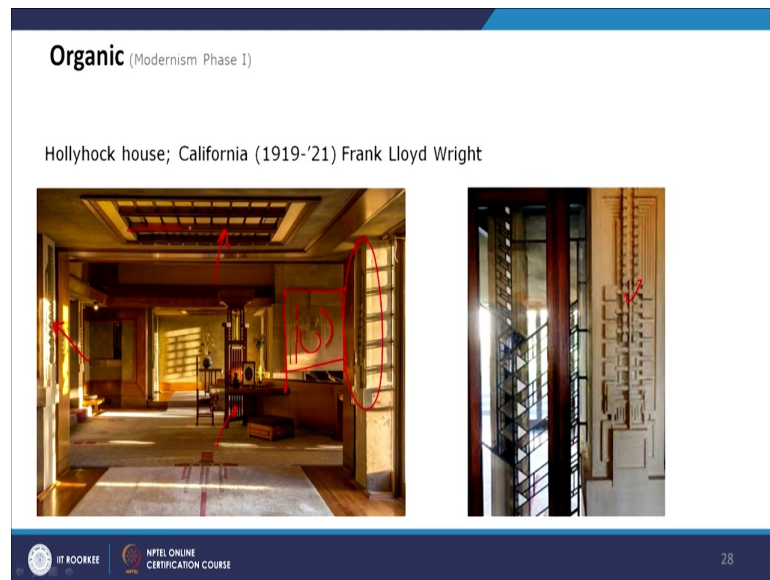 Organic (Modernism Phase I)
Hollyhock house; California (1919-'21) Frank Lloyd Wright
IIT ROORKEE
NPTEL ONLINE
CERTIFICATION COURSE
28